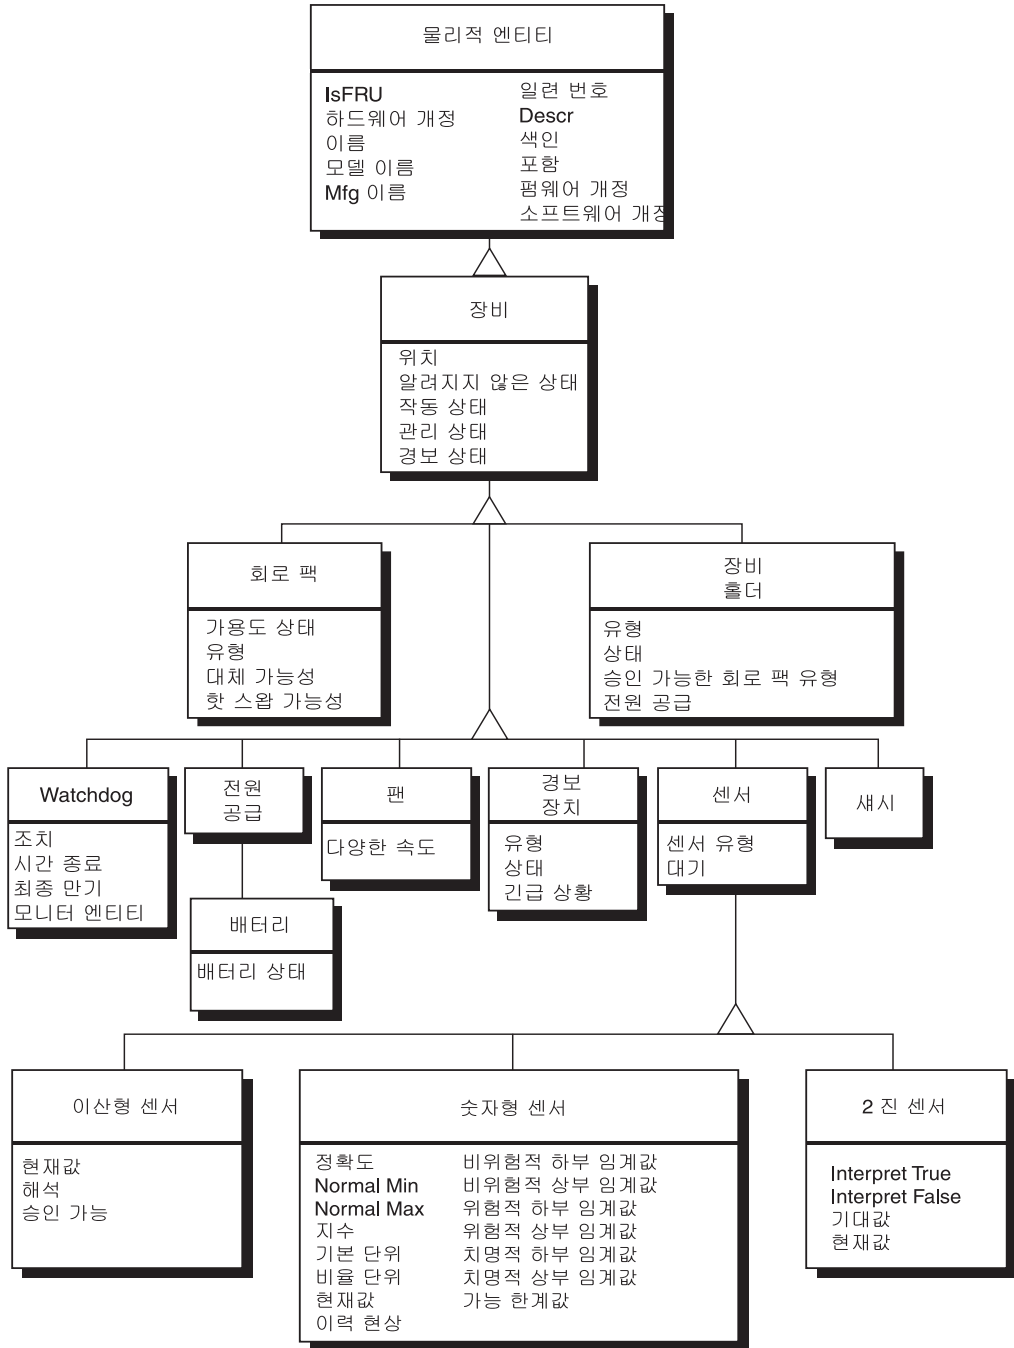 물리적 엔티티
IsFRU
하드웨어 개정
이름
모델 이름
Mfg 이름
일련 번호
Descr
색인
포함
펌웨어 개정
소프트웨어 개정
장비
위치
알려지지 않은 상태
작동 상태
관리 상태
경보 상태
회로 팩
가용도 상태
유형
대체 가능성
핫 스왑 가능성
장비
홀더
유형
상태
승인 가능한 회로 팩 유형
전원 공급
Watchdog
조치
시간 종료
최종 만기
모니터 엔티티
전원
공급
배터리
배터리 상태
팬
다양한 속도
경보
장치
유형
상태
긴급 상황
센서
센서 유형
대기
섀시
이산형 센서
현재값
해석
승인 가능
숫자형 센서
정확도
Normal Min
Normal Max
지수
기본 단위
비율 단위
현재값
이력 현상
비위험적 하부 임계값
비위험적 상부 임계값
위험적 하부 임계값
위험적 상부 임계값
치명적 하부 임계값
치명적 상부 임계값
가능 한계값
2 진 센서
Interpret True
Interpret False
기대값
현재값